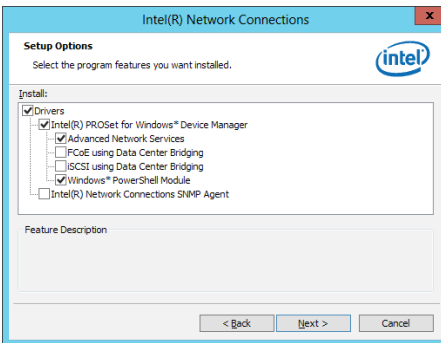 Intel(R) Network Connections
x
Setup Options
Select the program features you want installed.
intel
Install:
Drivers
Intel(R) PROSet for Windows* Device Manager
Advanced Network Services
FCoE using Data Center Bridging
iSCSI using Data Center Bridging
Windows* PowerShell Module
Intel(R) Network Connections SNMP Agent
Feature Description
< Back Next > Cancel